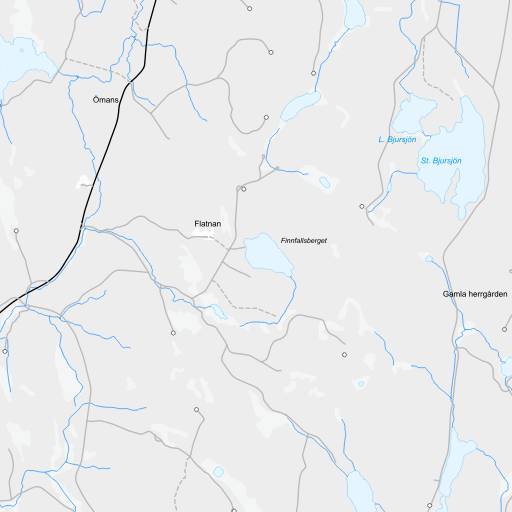 Ömans
L. Bjursjön
St. Bjursjön
Flatnan
Finnfallsberget
Gamla herrgården